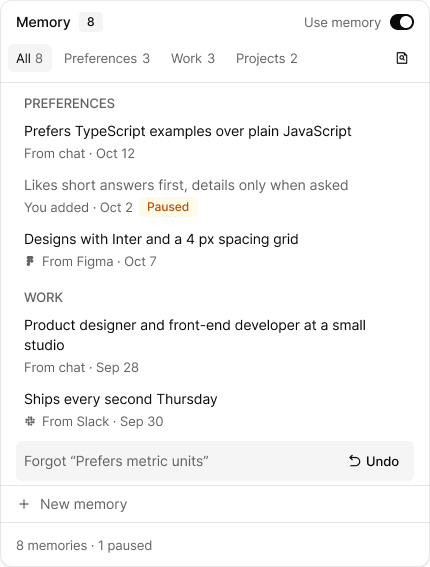 Memory 8 Use memory
All 8 Preferences 3 Work 3 Projects 2
PREFERENCES
Prefers TypeScript examples over plain JavaScript
From chat · Oct 12
Likes short answers first, details only when asked
You added · Oct 2 Paused
Designs with Inter and a 4 px spacing grid
From Figma · Oct 7
WORK
Product designer and front-end developer at a small
studio
From chat · Sep 28
Ships every second Thursday
From Slack · Sep 30
Forgot “Prefers metric units” Undo
New memory
8 memories · 1 paused